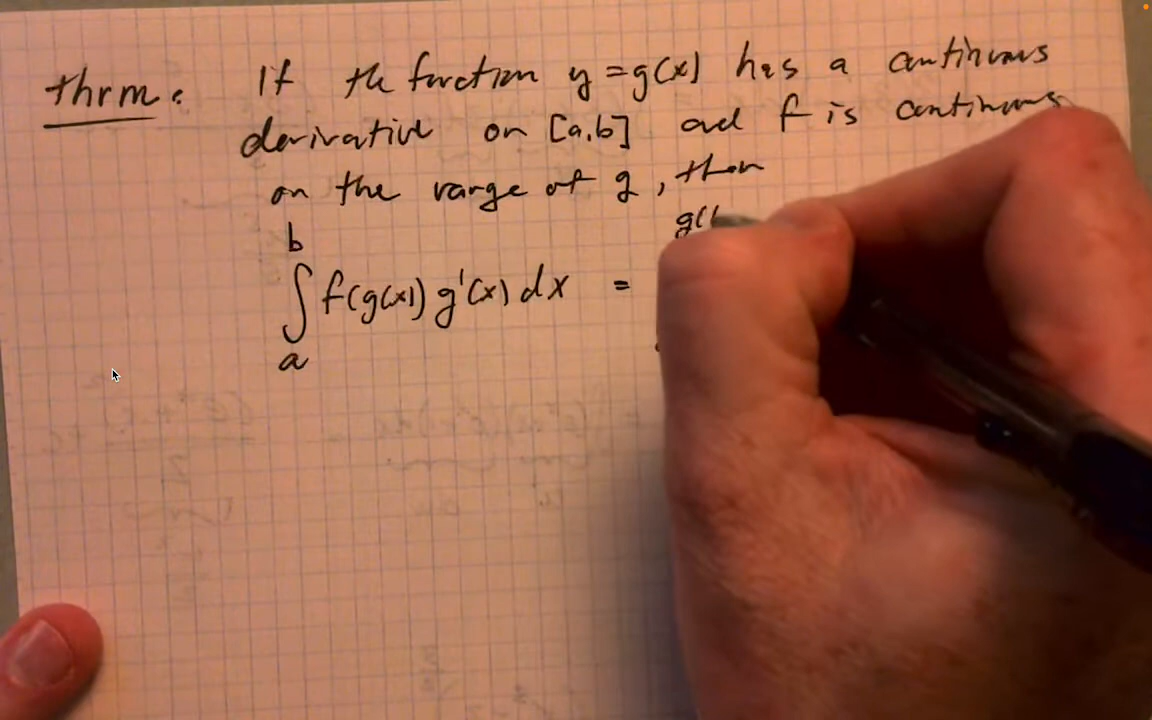 thrm: If the function y = g(x) has a continuous
derivative on [a,b] and f is continuous
on the range of g, then
b g(
∫ f(g(x)) g'(x) dx =
a